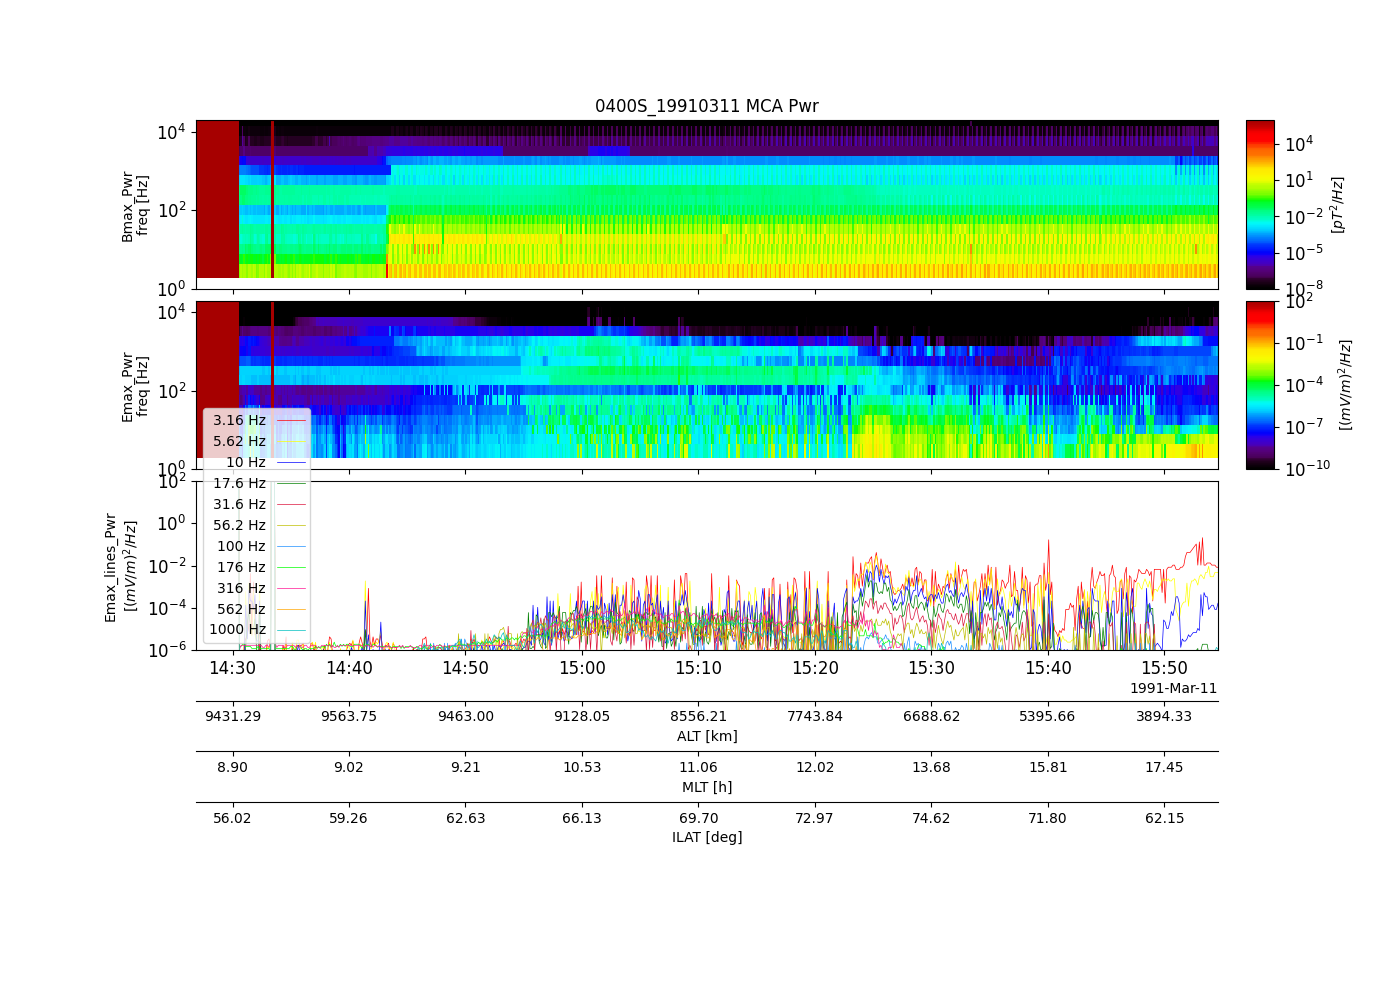 0400S_19910311 MCA Pwr
10^4
10^2
10^0
Bmax_Pwr
freq [Hz]
10^4
10^1
10^-2
10^-5
10^-8
[pT^2/Hz]
10^4
10^2
10^0
Emax_Pwr
freq [Hz]
10^2
10^-1
10^-4
10^-7
10^-10
[(mV/m)^2/Hz]
3.16 Hz
5.62 Hz
10 Hz
17.6 Hz
31.6 Hz
56.2 Hz
100 Hz
176 Hz
316 Hz
562 Hz
1000 Hz
10^2
10^0
10^-2
10^-4
10^-6
Emax_lines_Pwr
[(mV/m)^2/Hz]
14:30 14:40 14:50 15:00 15:10 15:20 15:30 15:40 15:50
1991-Mar-11
9431.29 9563.75 9463.00 9128.05 8556.21 7743.84 6688.62 5395.66 3894.33
ALT [km]
8.90 9.02 9.21 10.53 11.06 12.02 13.68 15.81 17.45
MLT [h]
56.02 59.26 62.63 66.13 69.70 72.97 74.62 71.80 62.15
ILAT [deg]